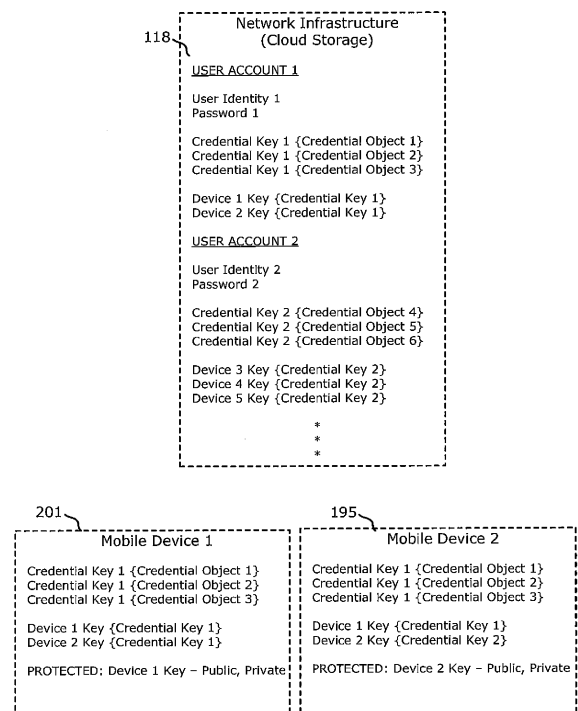 Network Infrastructure
(Cloud Storage)
118
USER ACCOUNT 1
User Identity 1
Password 1
Credential Key 1 {Credential Object 1}
Credential Key 1 {Credential Object 2}
Credential Key 1 {Credential Object 3}
Device 1 Key {Credential Key 1}
Device 2 Key {Credential Key 1}
USER ACCOUNT 2
User Identity 2
Password 2
Credential Key 2 {Credential Object 4}
Credential Key 2 {Credential Object 5}
Credential Key 2 {Credential Object 6}
Device 3 Key {Credential Key 2}
Device 4 Key {Credential Key 2}
Device 5 Key {Credential Key 2}
*
*
*
201
Mobile Device 1
Credential Key 1 {Credential Object 1}
Credential Key 1 {Credential Object 2}
Credential Key 1 {Credential Object 3}
Device 1 Key {Credential Key 1}
Device 2 Key {Credential Key 1}
PROTECTED: Device 1 Key – Public, Private
195
Mobile Device 2
Credential Key 1 {Credential Object 1}
Credential Key 1 {Credential Object 2}
Credential Key 1 {Credential Object 3}
Device 1 Key {Credential Key 1}
Device 2 Key {Credential Key 2}
PROTECTED: Device 2 Key – Public, Private